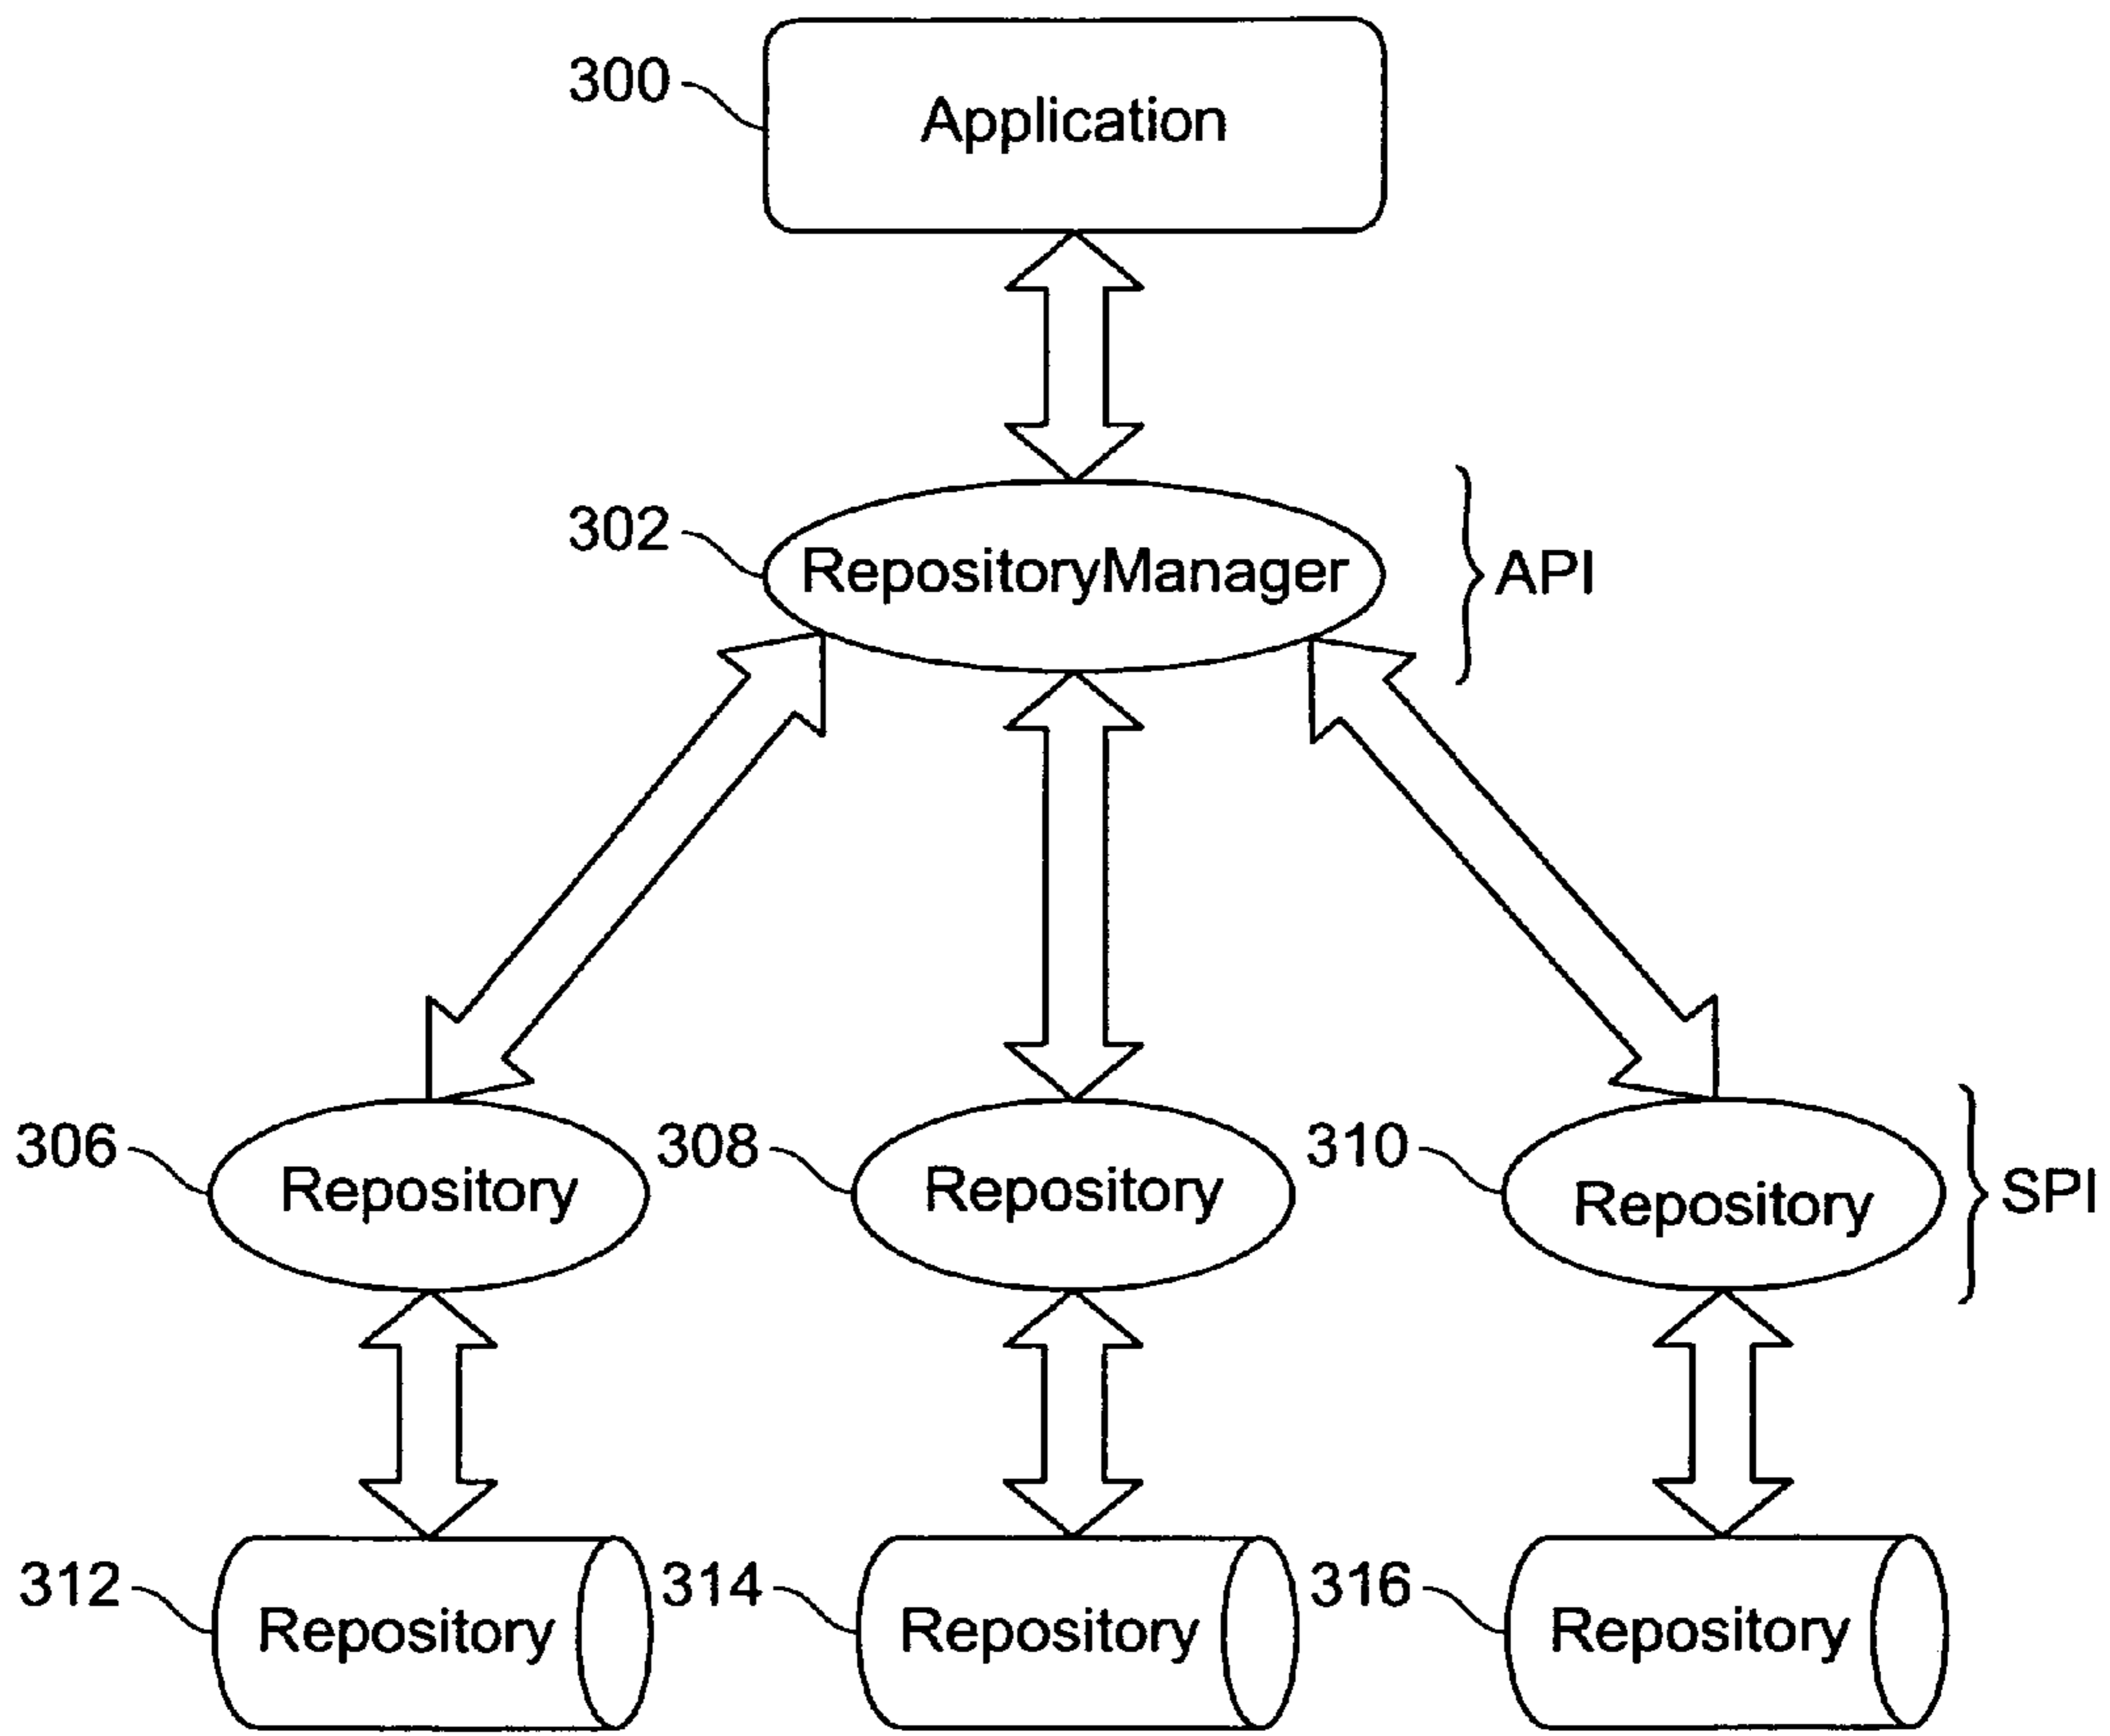 300
Application
302
RepositoryManager
API
306
Repository
308
Repository
310
Repository
SPI
312
Repository
314
Repository
316
Repository